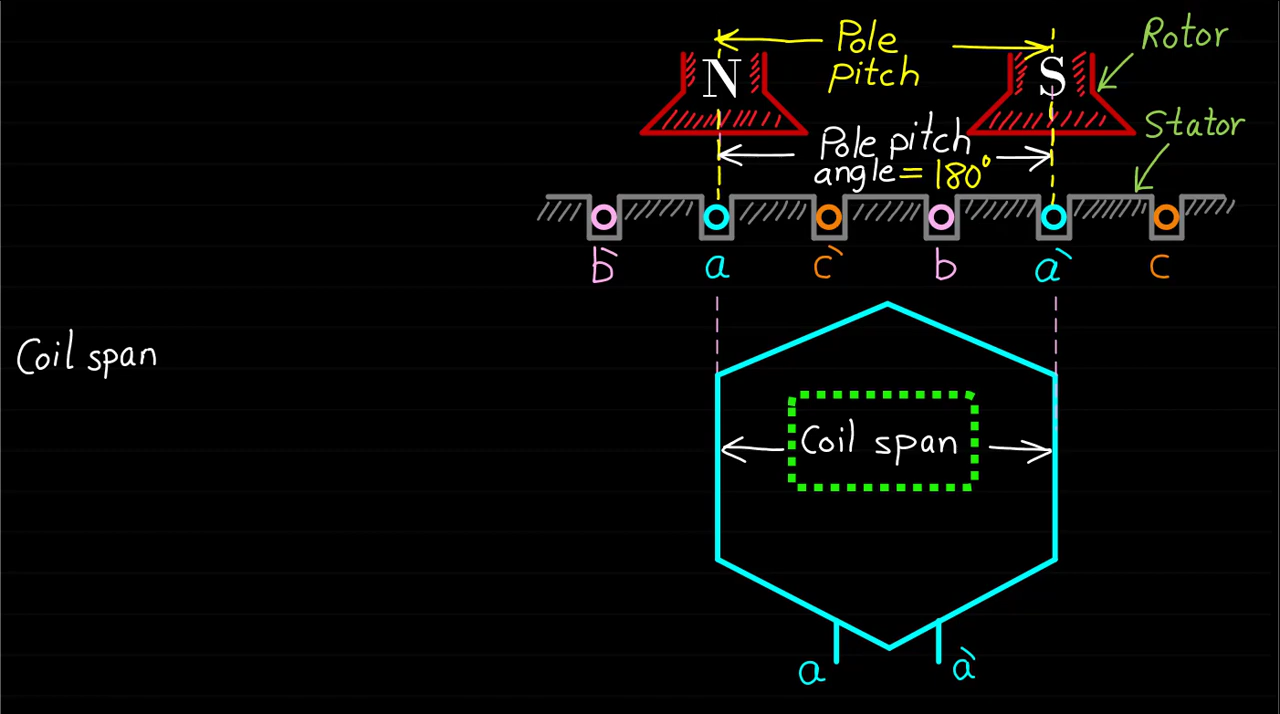 Pole
pitch
Rotor
N
S
Stator
Pole pitch
angle = 180°
b`
a
c`
b
a`
c
Coil span
Coil span
a
a`